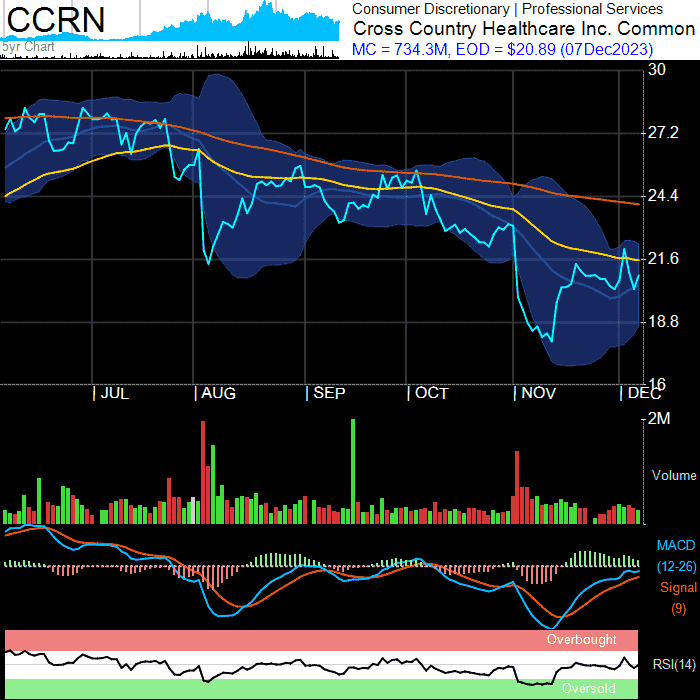 CCRN
5yr Chart
Consumer Discretionary | Professional Services
Cross Country Healthcare Inc. Common
MC = 734.3M, EOD = $20.89 (07Dec2023)
30
27.2
24.4
21.6
18.8
16
JUL
AUG
SEP
OCT
NOV
DEC
2M
Volume
MACD
(12-26)
Signal
(9)
Overbought
RSI(14)
Oversold